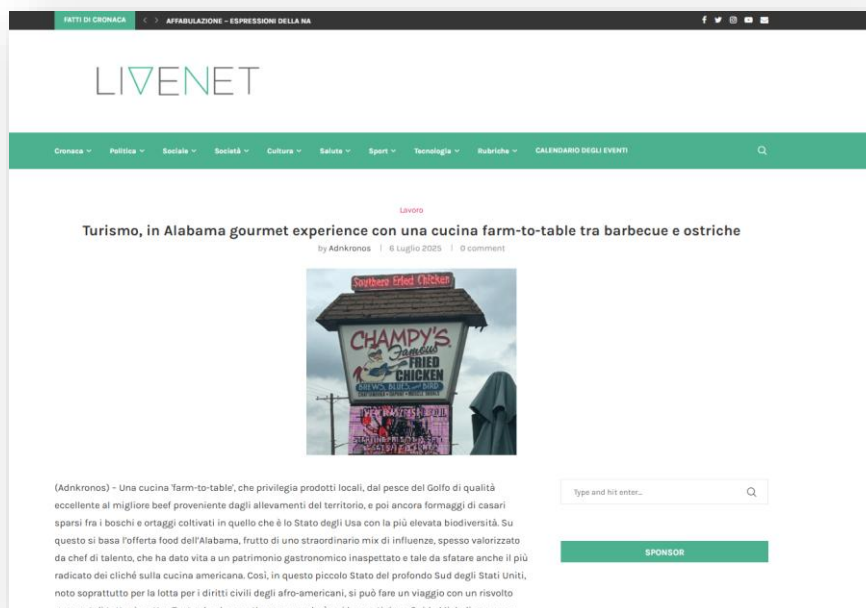 FATTI DI CRONACA
AFFABULAZIONE – ESPRESSIONI DELLA NA
LIVENET
Cronaca Politica Sociale Società Cultura Salute Sport Tecnologia Rubriche CALENDARIO DEGLI EVENTI
Lavoro
Turismo, in Alabama gourmet experience con una cucina farm-to-table tra barbecue e ostriche
by Adnkronos | 6 Luglio 2025 | 0 comment
Southern Fried Chicken
CHAMPY'S
Famous
FRIED
CHICKEN
BREWS, BLUES AND BIRD
(Adnkronos) – Una cucina 'farm-to-table', che privilegia prodotti locali, dal pesce del Golfo di qualità
eccellente al migliore beef proveniente dagli allevamenti del territorio, e poi ancora formaggi di casari
sparsi fra i boschi e ortaggi coltivati in quello che è lo Stato degli Usa con la più elevata biodiversità. Su
questo si basa l'offerta food dell'Alabama, frutto di uno straordinario mix di influenze, spesso valorizzato
da chef di talento, che ha dato vita a un patrimonio gastronomico inaspettato e tale da sfatare anche il più
radicato dei cliché sulla cucina americana. Così, in questo piccolo Stato del profondo Sud degli Stati Uniti,
noto soprattutto per la lotta per i diritti civili degli afro-americani, si può fare un viaggio con un risvolto
Type and hit enter...
SPONSOR